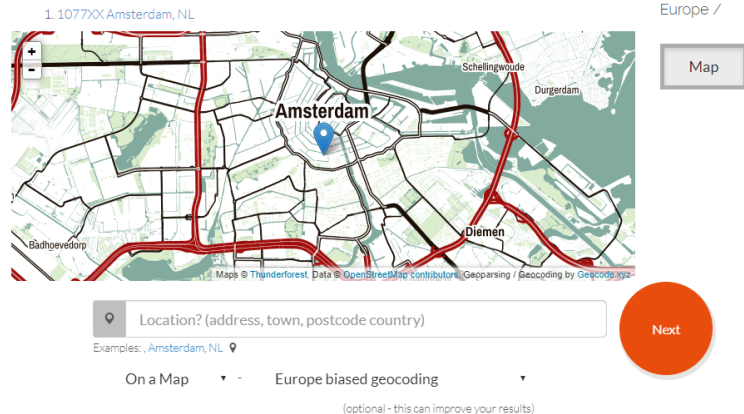 1. 1077XX Amsterdam, NL
Europe /
+
-
Map
Schellingwoude
Durgerdam
Amsterdam
Diemen
Badhoevedorp
Maps © Thunderforest, Data © OpenStreetMap contributors, Geoparsing / Geocoding by Geocode.xyz
Location? (address, town, postcode country)
Next
Examples: , Amsterdam, NL
On a Map - Europe biased geocoding
(optional - this can improve your results)